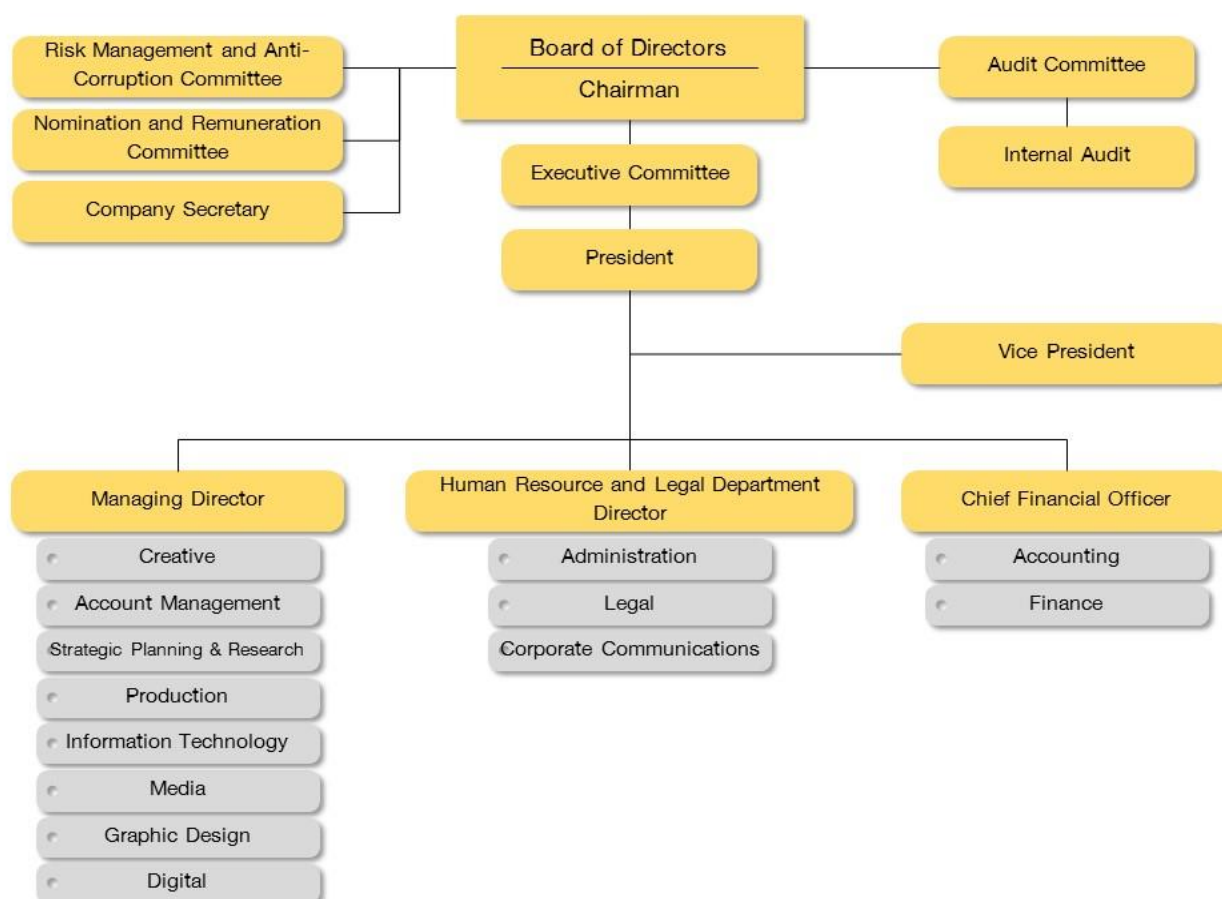 Board of Directors
Chairman
Risk Management and Anti-
Corruption Committee
Nomination and Remuneration
Committee
Company Secretary
Audit Committee
Internal Audit
Executive Committee
President
Vice President
Managing Director
Creative
Account Management
Strategic Planning & Research
Production
Information Technology
Media
Graphic Design
Digital
Human Resource and Legal Department
Director
Administration
Legal
Corporate Communications
Chief Financial Officer
Accounting
Finance